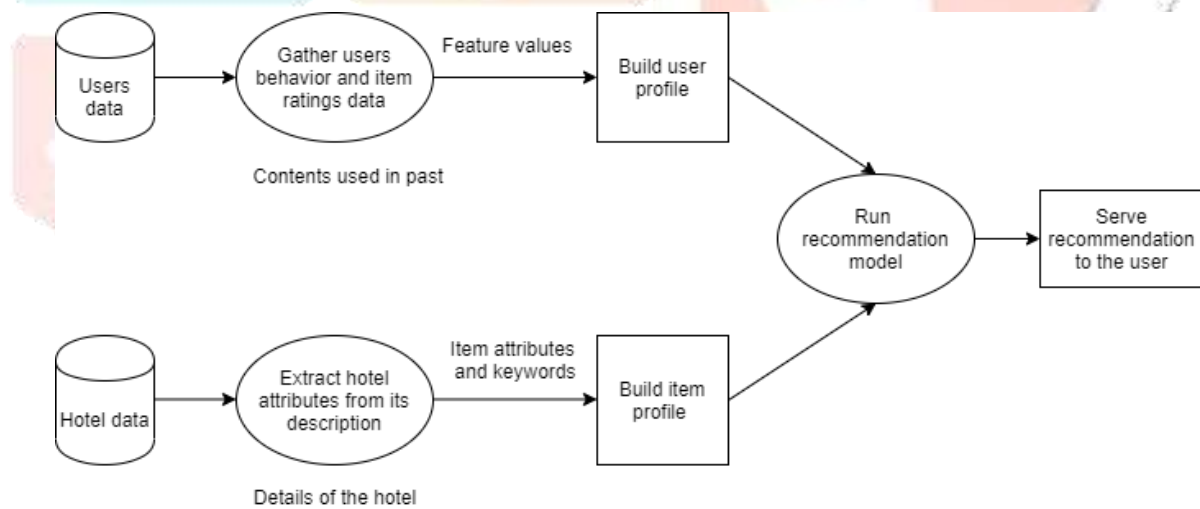 Users
data
Gather users
behavior and item
ratings data
Feature values
Build user
profile
Contents used in past
Run
recommendation
model
Serve
recommendation
to the user
Hotel data
Extract hotel
attributes from its
description
Item attributes
and keywords
Build item
profile
Details of the hotel